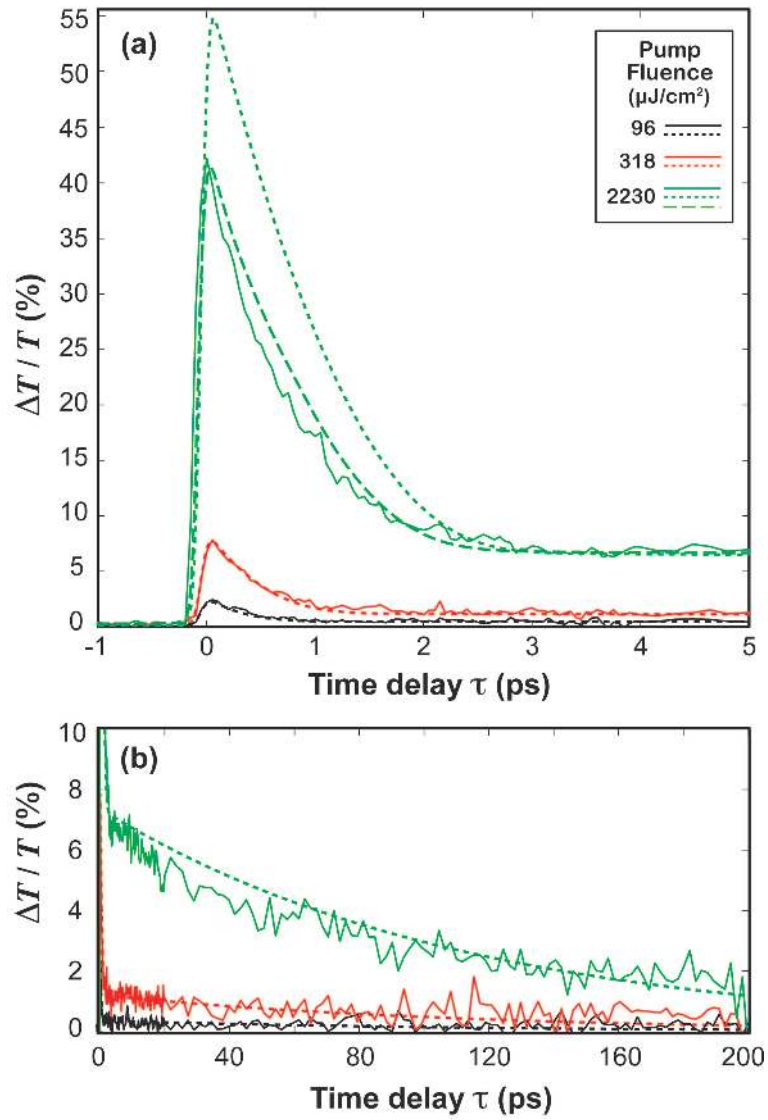 (a)
Pump
Fluence
(µJ/cm²)
96
318
2230
55
50
45
40
35
30
25
20
15
10
5
0
ΔT / T (%)
-1 0 1 2 3 4 5
Time delay τ (ps)
(b)
10
8
6
4
2
0
ΔT / T (%)
0 40 80 120 160 200
Time delay τ (ps)